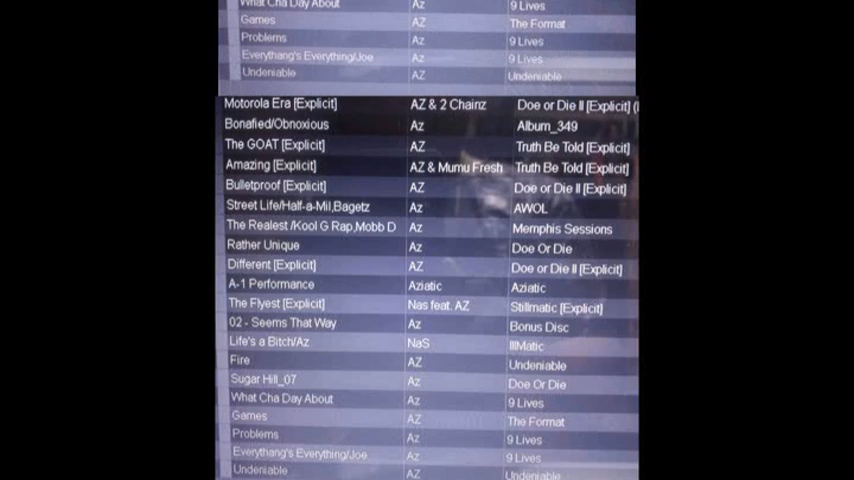 What Cha Day About Az 9 Lives
Games AZ The Format
Problems Az 9 Lives
Everythang's Everything/Joe Az 9 Lives
Undeniable AZ Undeniable
Motorola Era [Explicit] AZ & 2 Chainz Doe or Die II [Explicit] (
Bonafied/Obnoxious Az Album_349
The GOAT [Explicit] AZ Truth Be Told [Explicit]
Amazing [Explicit] AZ & Mumu Fresh Truth Be Told [Explicit]
Bulletproof [Explicit] AZ Doe or Die II [Explicit]
Street Life/Half-a-Mil,Bagetz Az AWOL
The Realest /Kool G Rap,Mobb D Az Memphis Sessions
Rather Unique Az Doe Or Die
Different [Explicit] AZ Doe or Die II [Explicit]
A-1 Performance Aziatic Aziatic
The Flyest [Explicit] Nas feat. AZ Stillmatic [Explicit]
02 - Seems That Way Az Bonus Disc
Life's a Bitch/Az NaS IllMatic
Fire AZ Undeniable
Sugar Hill_07 Az Doe Or Die
What Cha Day About Az 9 Lives
Games AZ The Format
Problems Az 9 Lives
Everythang's Everything/Joe Az 9 Lives
Undeniable AZ Undeniable